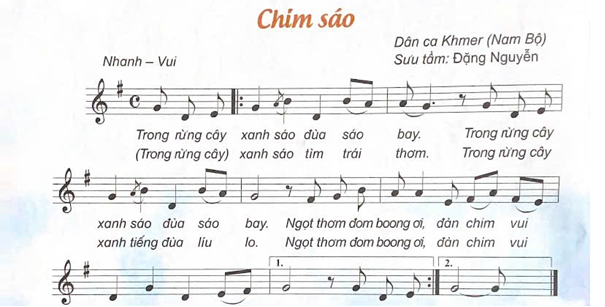 Chim sáo
Dân ca Khmer (Nam Bộ)
Nhanh – Vui
Sưu tầm: Đặng Nguyễn
Trong rừng cây xanh sáo đùa sáo bay. Trong rừng cây
(Trong rừng cây) xanh sáo tìm trái thơm. Trong rừng cây
xanh sáo đùa sáo bay. Ngọt thơm đom boong ơi, đàn chim vui
xanh tiếng đùa líu lo. Ngọt thơm đom boong ơi, đàn chim vui
1. 2.